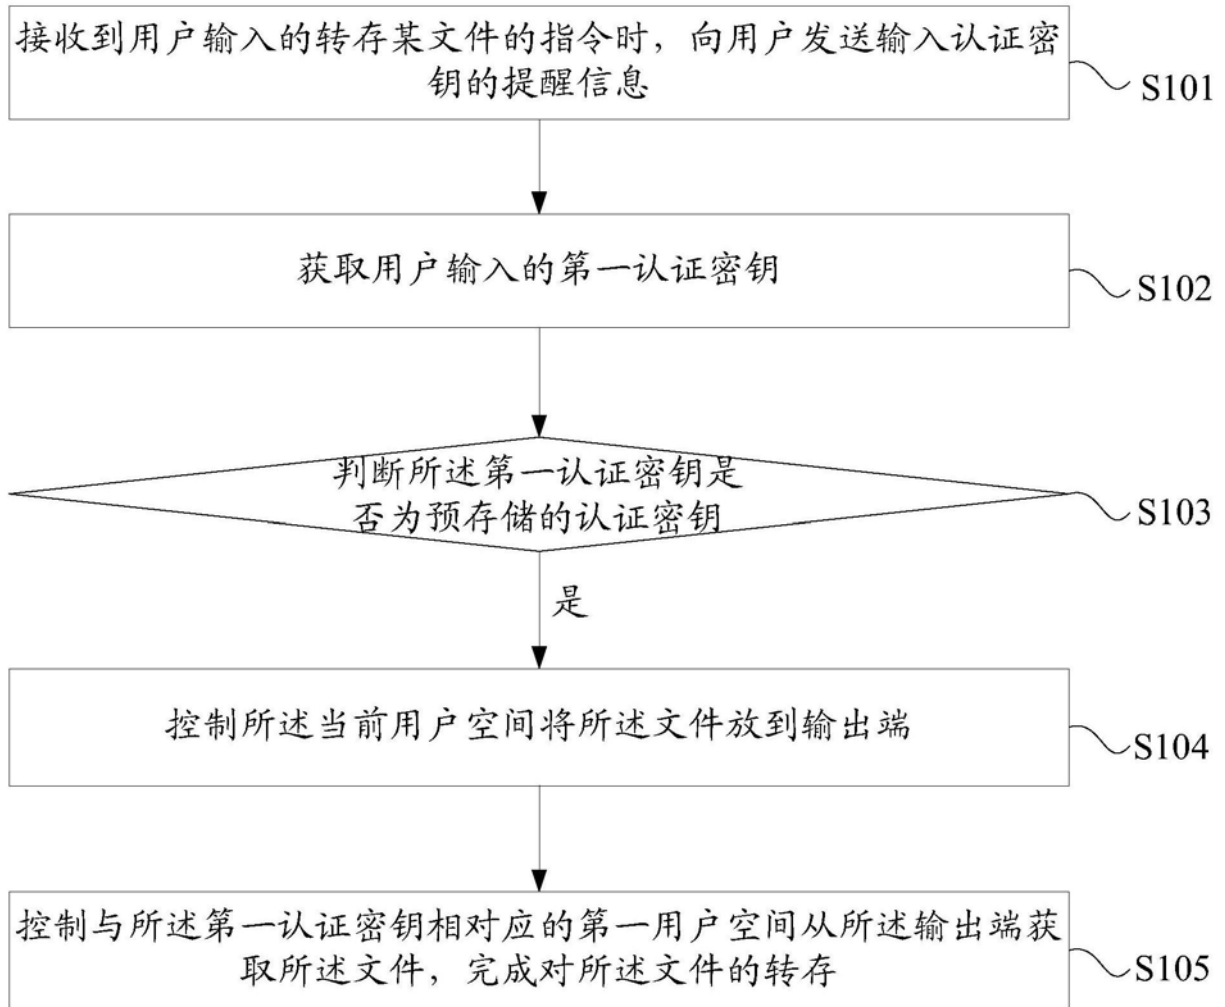 接收到用户输入的转存某文件的指令时，向用户发送输入认证密
钥的提醒信息
S101
获取用户输入的第一认证密钥
S102
判断所述第一认证密钥是
否为预存储的认证密钥
S103
是
控制所述当前用户空间将所述文件放到输出端
S104
控制与所述第一认证密钥相对应的第一用户空间从所述输出端获
取所述文件，完成对所述文件的转存
S105